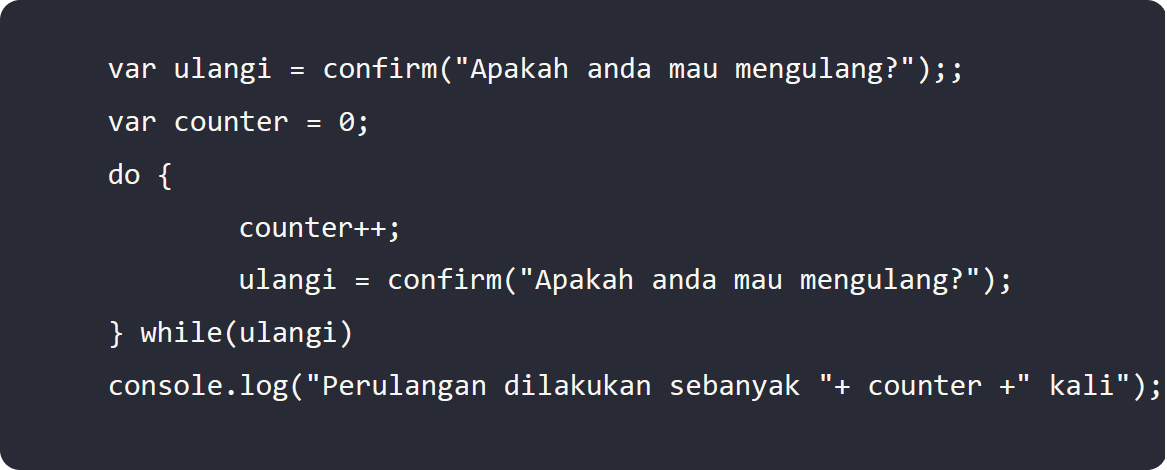 var ulangi = confirm("Apakah anda mau mengulang?");;
var counter = 0;
do {
counter++;
ulangi = confirm("Apakah anda mau mengulang?");
} while(ulangi)
console.log("Perulangan dilakukan sebanyak "+ counter +" kali");